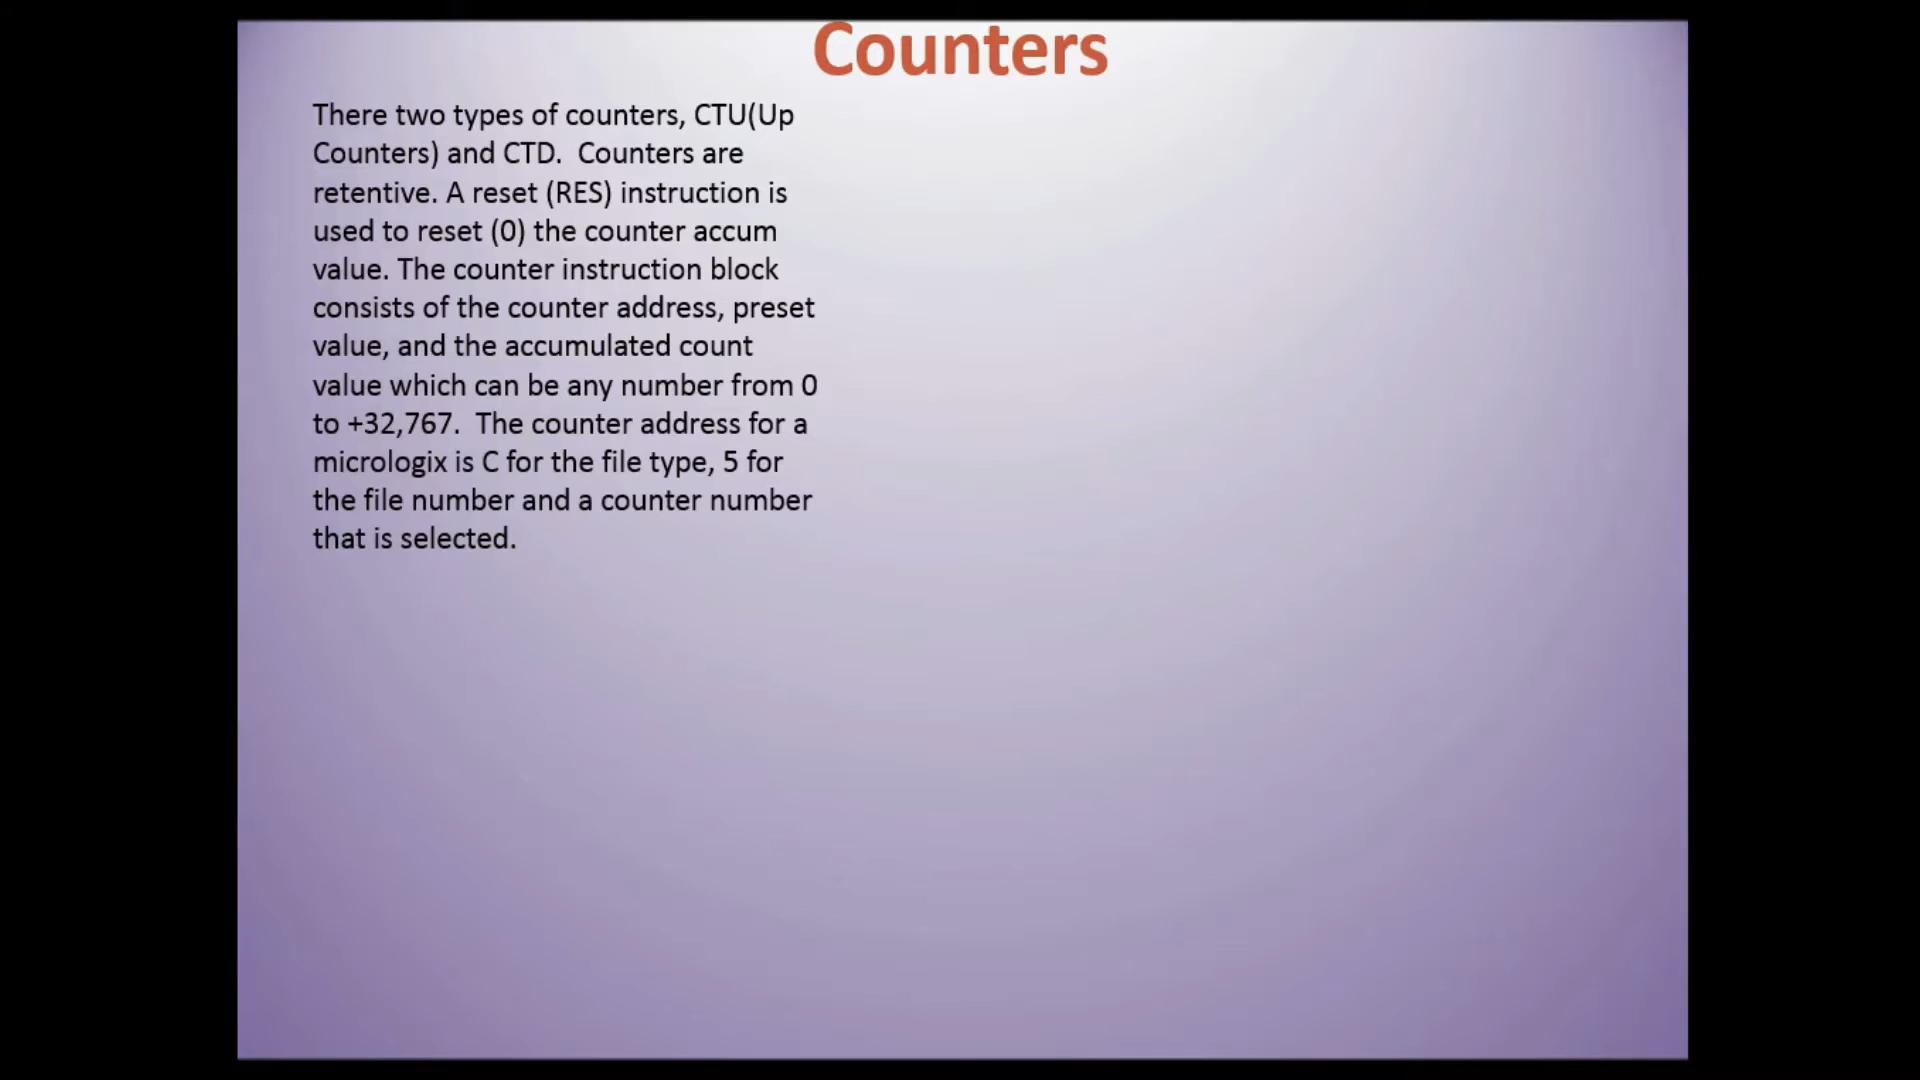 Counters
There two types of counters, CTU(Up
Counters) and CTD.  Counters are
retentive. A reset (RES) instruction is
used to reset (0) the counter accum
value. The counter instruction block
consists of the counter address, preset
value, and the accumulated count
value which can be any number from 0
to +32,767.  The counter address for a
micrologix is C for the file type, 5 for
the file number and a counter number
that is selected.